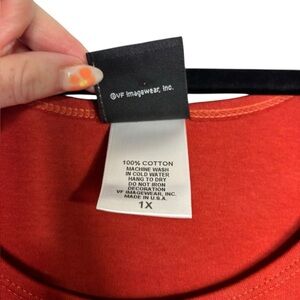 ©VF Imagewear, Inc.
100% COTTON
MACHINE WASH
IN COLD WATER
HANG TO DRY
DO NOT IRON
DECORATION
VF IMAGEWEAR, INC.
MADE IN U.S.A.
1X